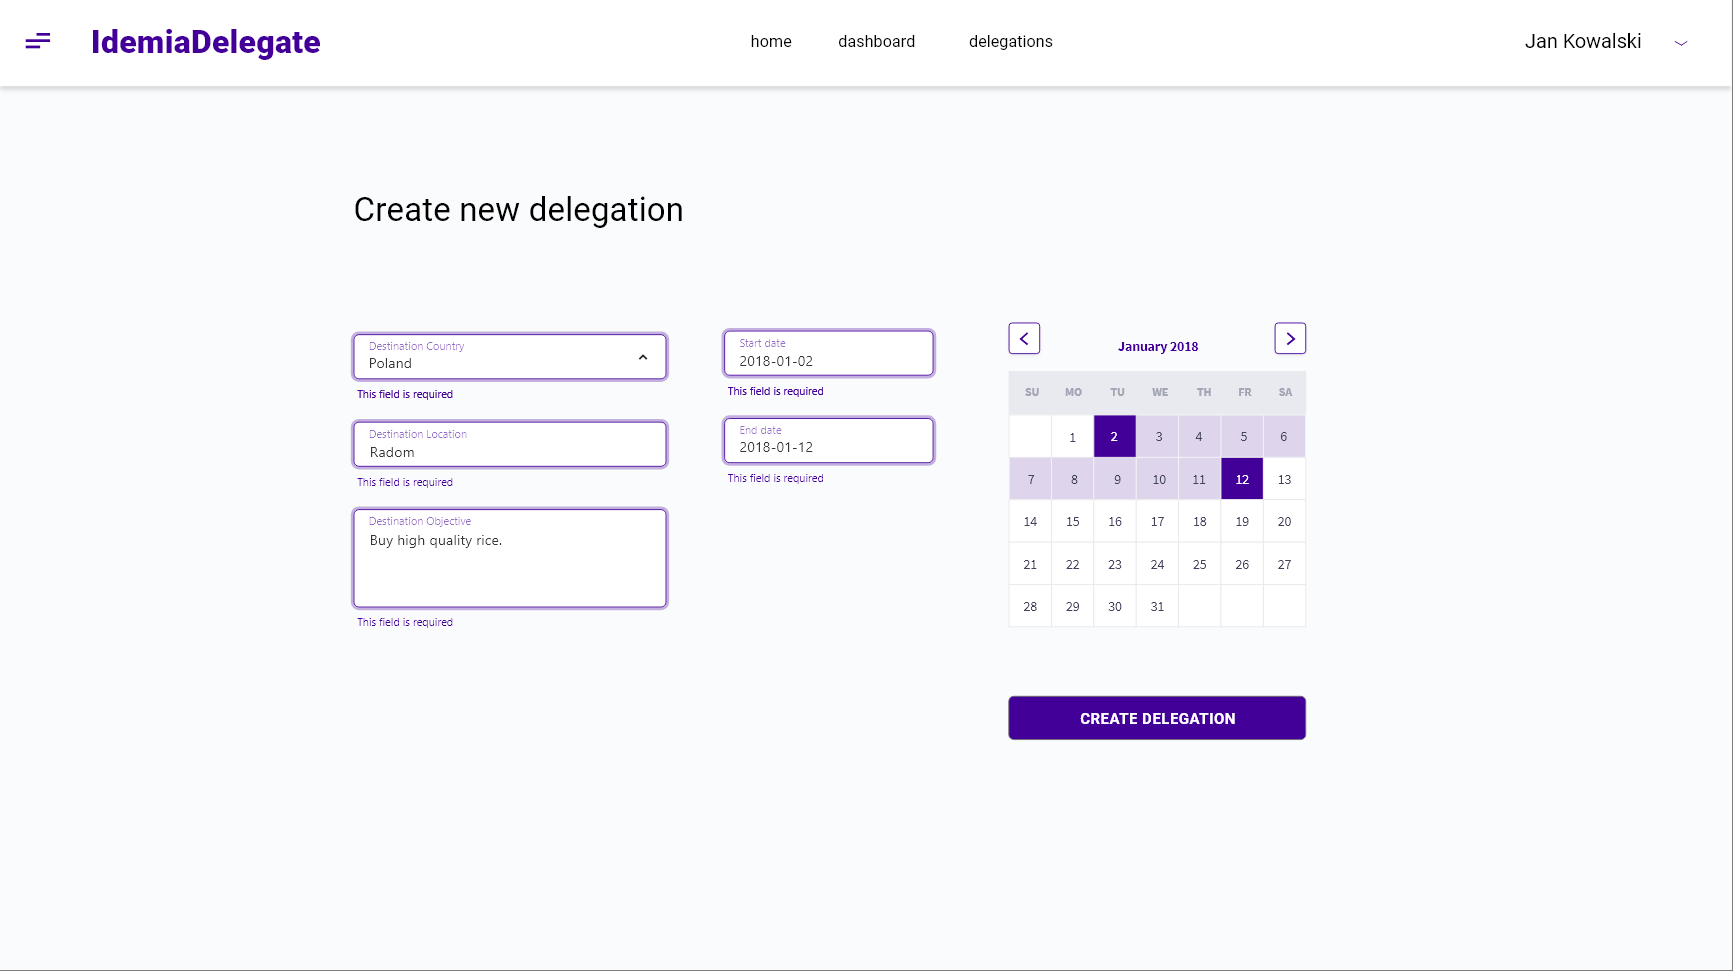 IdemiaDelegate
home dashboard delegations
Jan Kowalski
Create new delegation
Destination Country
Poland
This field is required
Destination Location
Radom
This field is required
Destination Objective
Buy high quality rice.
This field is required
Start date
2018-01-02
This field is required
End date
2018-01-12
This field is required
January 2018
SU MO TU WE TH FR SA
1 2 3 4 5 6
7 8 9 10 11 12 13
14 15 16 17 18 19 20
21 22 23 24 25 26 27
28 29 30 31
CREATE DELEGATION